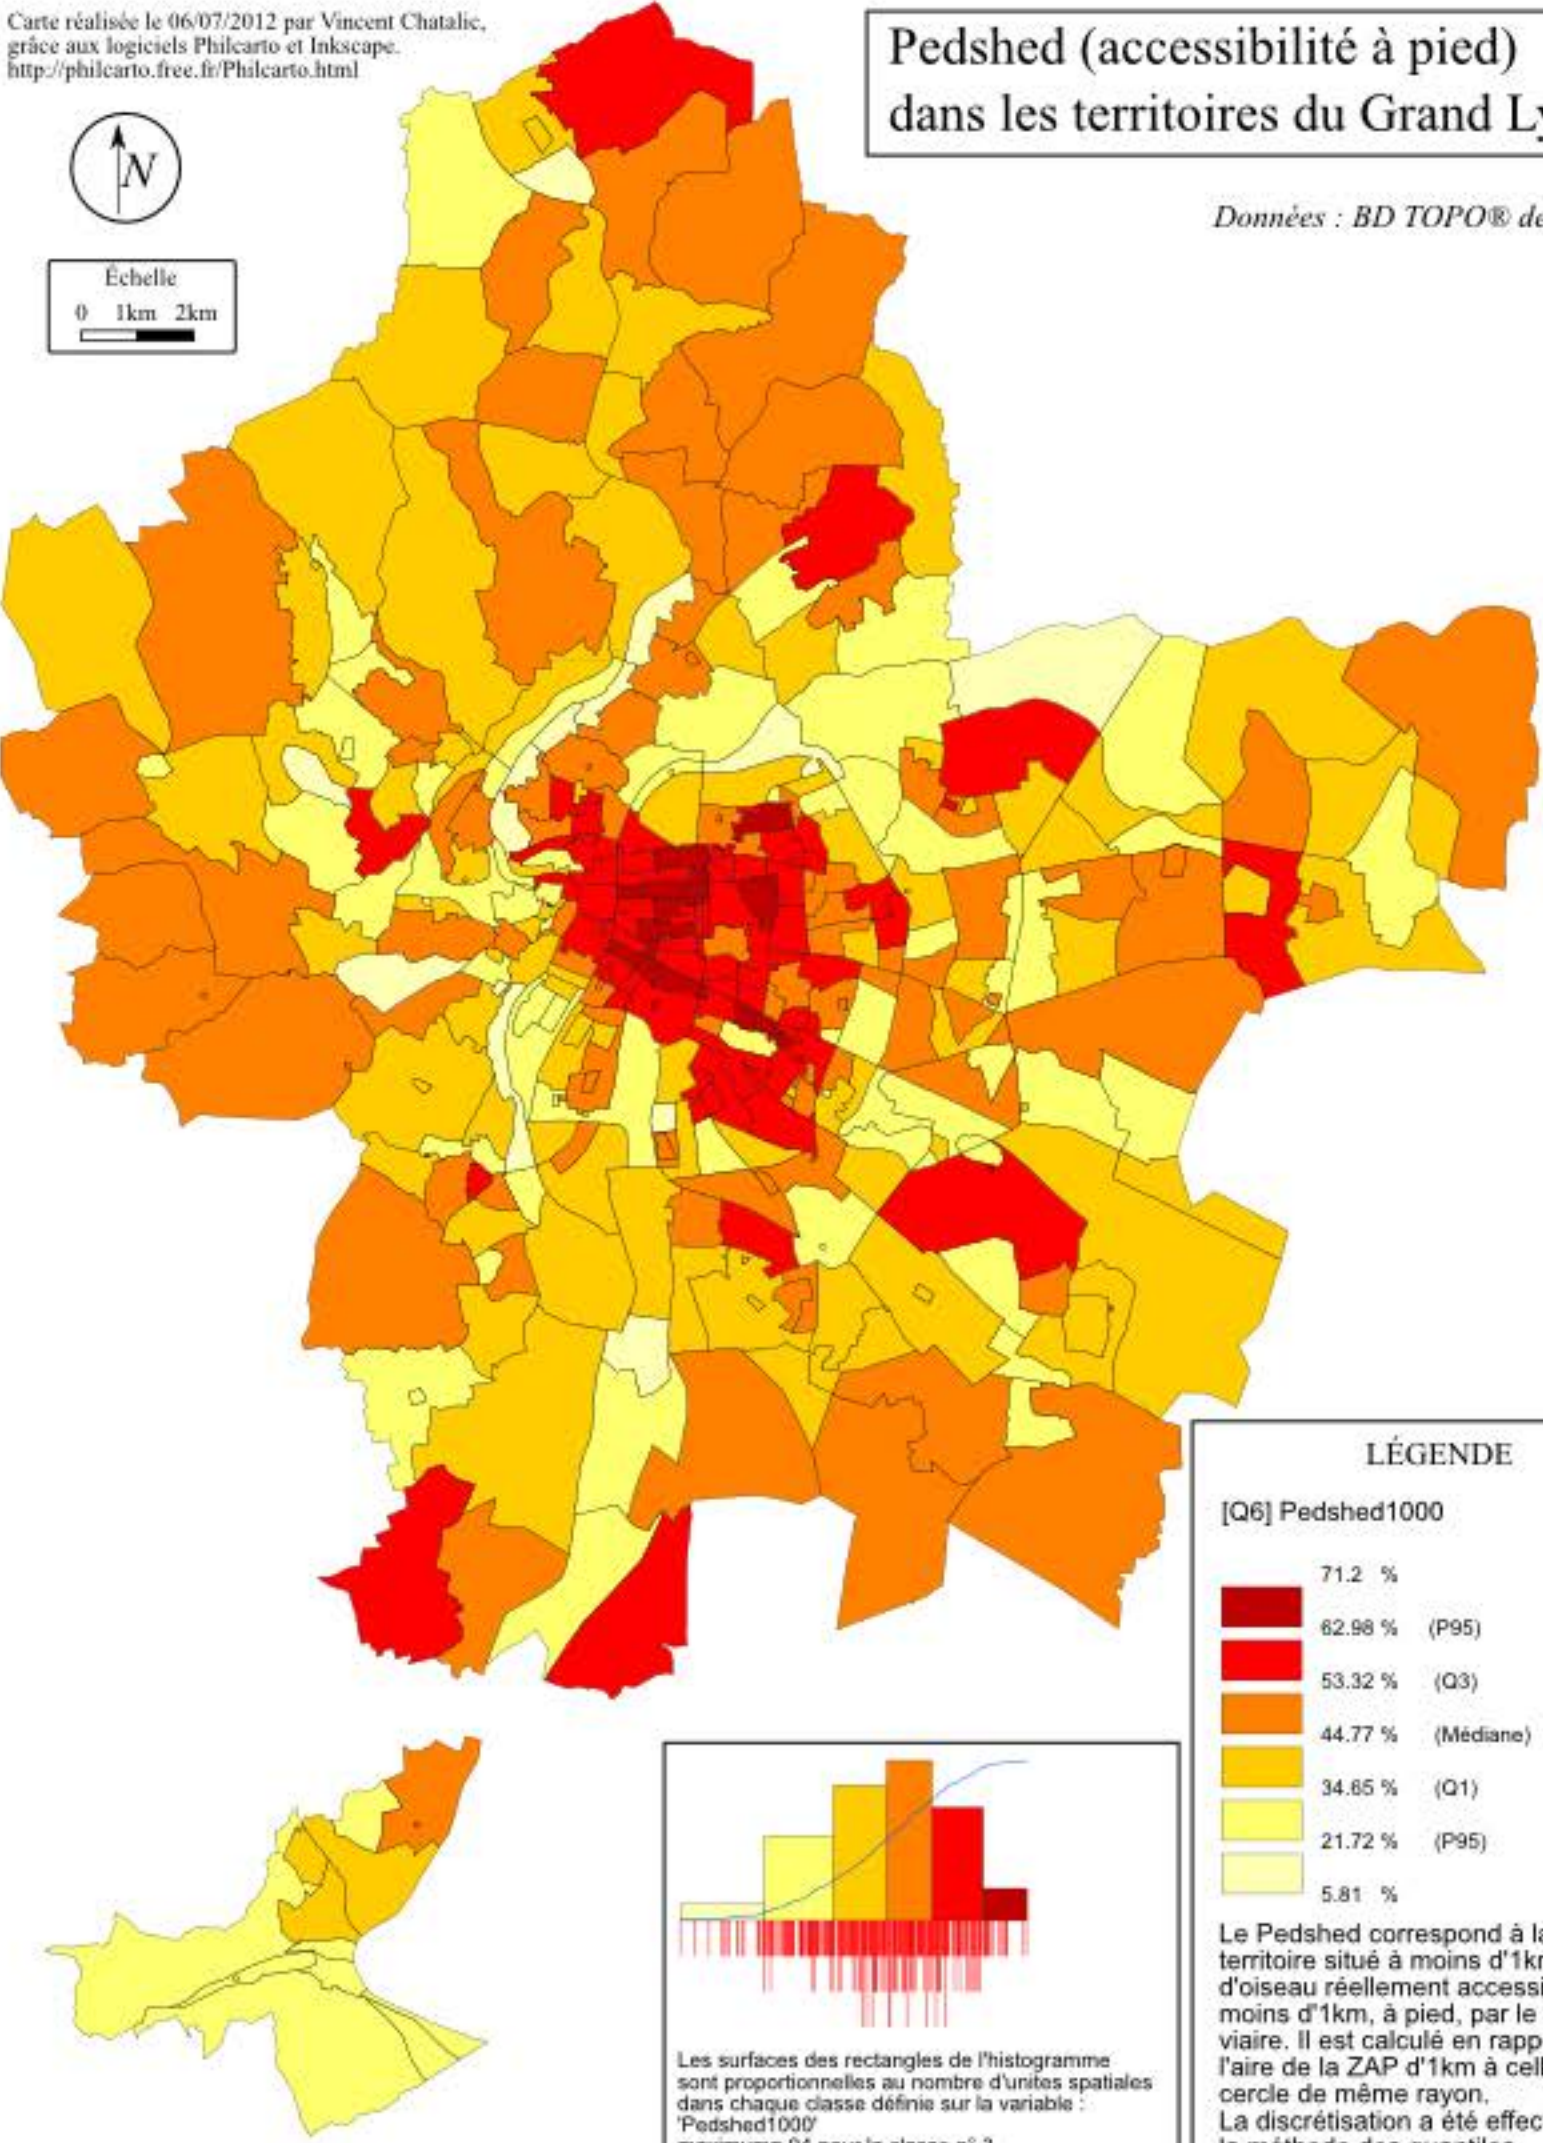 Carte réalisée le 06/07/2012 par Vincent Chatalic,
grâce aux logiciels Philcarto et Inkscape.
http://philcarto.free.fr/Philcarto.html
Pedshed (accessibilité à pied)
dans les territoires du Grand Ly
N
Données : BD TOPO® de
Échelle
0 1km 2km
LÉGENDE
[Q6] Pedshed1000
71.2 %
62.98 % (P95)
53.32 % (Q3)
44.77 % (Médiane)
34.65 % (Q1)
21.72 % (P95)
5.81 %
Le Pedshed correspond à la
territoire situé à moins d'1km
d'oiseau réellement accessi
moins d'1km, à pied, par le
viaire. Il est calculé en rapp
l'aire de la ZAP d'1km à cell
cercle de même rayon.
La discrétisation a été effec
Les surfaces des rectangles de l'histogramme
sont proportionnelles au nombre d'unites spatiales
dans chaque classe définie sur la variable :
'Pedshed1000'